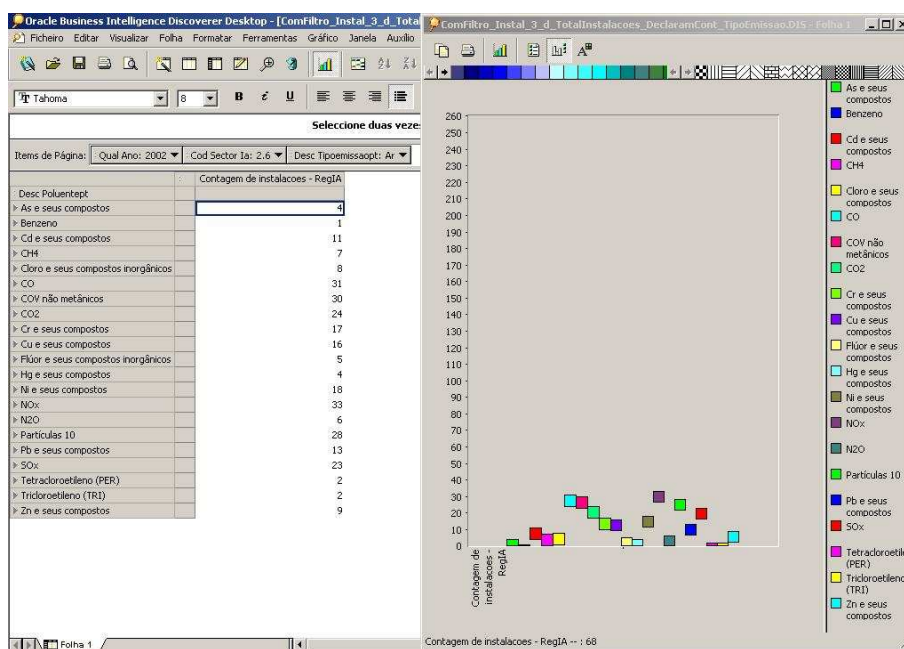 Oracle Business Intelligence Discoverer Desktop - [ComFiltro_Instal_3_d_Total
Ficheiro Editar Visualizar Folha Formatar Ferramentas Gráfico Janela Auxílio
Tahoma 8 B i U
Seleccione duas vezes
Items de Página: Qual Ano: 2002 Cod Sector Ia: 2.6 Desc Tipoemissaopt: Ar
Contagem de instalacoes - RegIA
Desc Poluentept
As e seus compostos 4
Benzeno 1
Cd e seus compostos 11
CH4 7
Cloro e seus compostos inorgânicos 8
CO 31
COV não metânicos 30
CO2 24
Cr e seus compostos 17
Cu e seus compostos 16
Flúor e seus compostos inorgânicos 5
Hg e seus compostos 4
Ni e seus compostos 18
NOx 33
N2O 6
Partículas 10 28
Pb e seus compostos 13
SOx 23
Tetracloroetileno (PER) 2
Tricloroetileno (TRI) 2
Zn e seus compostos 9
Folha 1
ComFiltro_Instal_3_d_TotalInstalacoes_DeclaramCont_TipoEmissao.DIS - Folha 1
260
250
240
230
220
210
200
190
180
170
160
150
140
130
120
110
100
90
80
70
60
50
40
30
20
10
0
Contagem de
instalacoes -
RegIA
As e seus
compostos
Benzeno
Cd e seus
compostos
CH4
Cloro e seus
compostos
CO
COV não
metânicos
CO2
Cr e seus
compostos
Cu e seus
compostos
Flúor e seus
compostos
Hg e seus
compostos
Ni e seus
compostos
NOx
N2O
Partículas 10
Pb e seus
compostos
SOx
Tetracloroetil
(PER)
Tricloroetileno
(TRI)
Zn e seus
compostos
Contagem de instalacoes - RegIA -- : 68